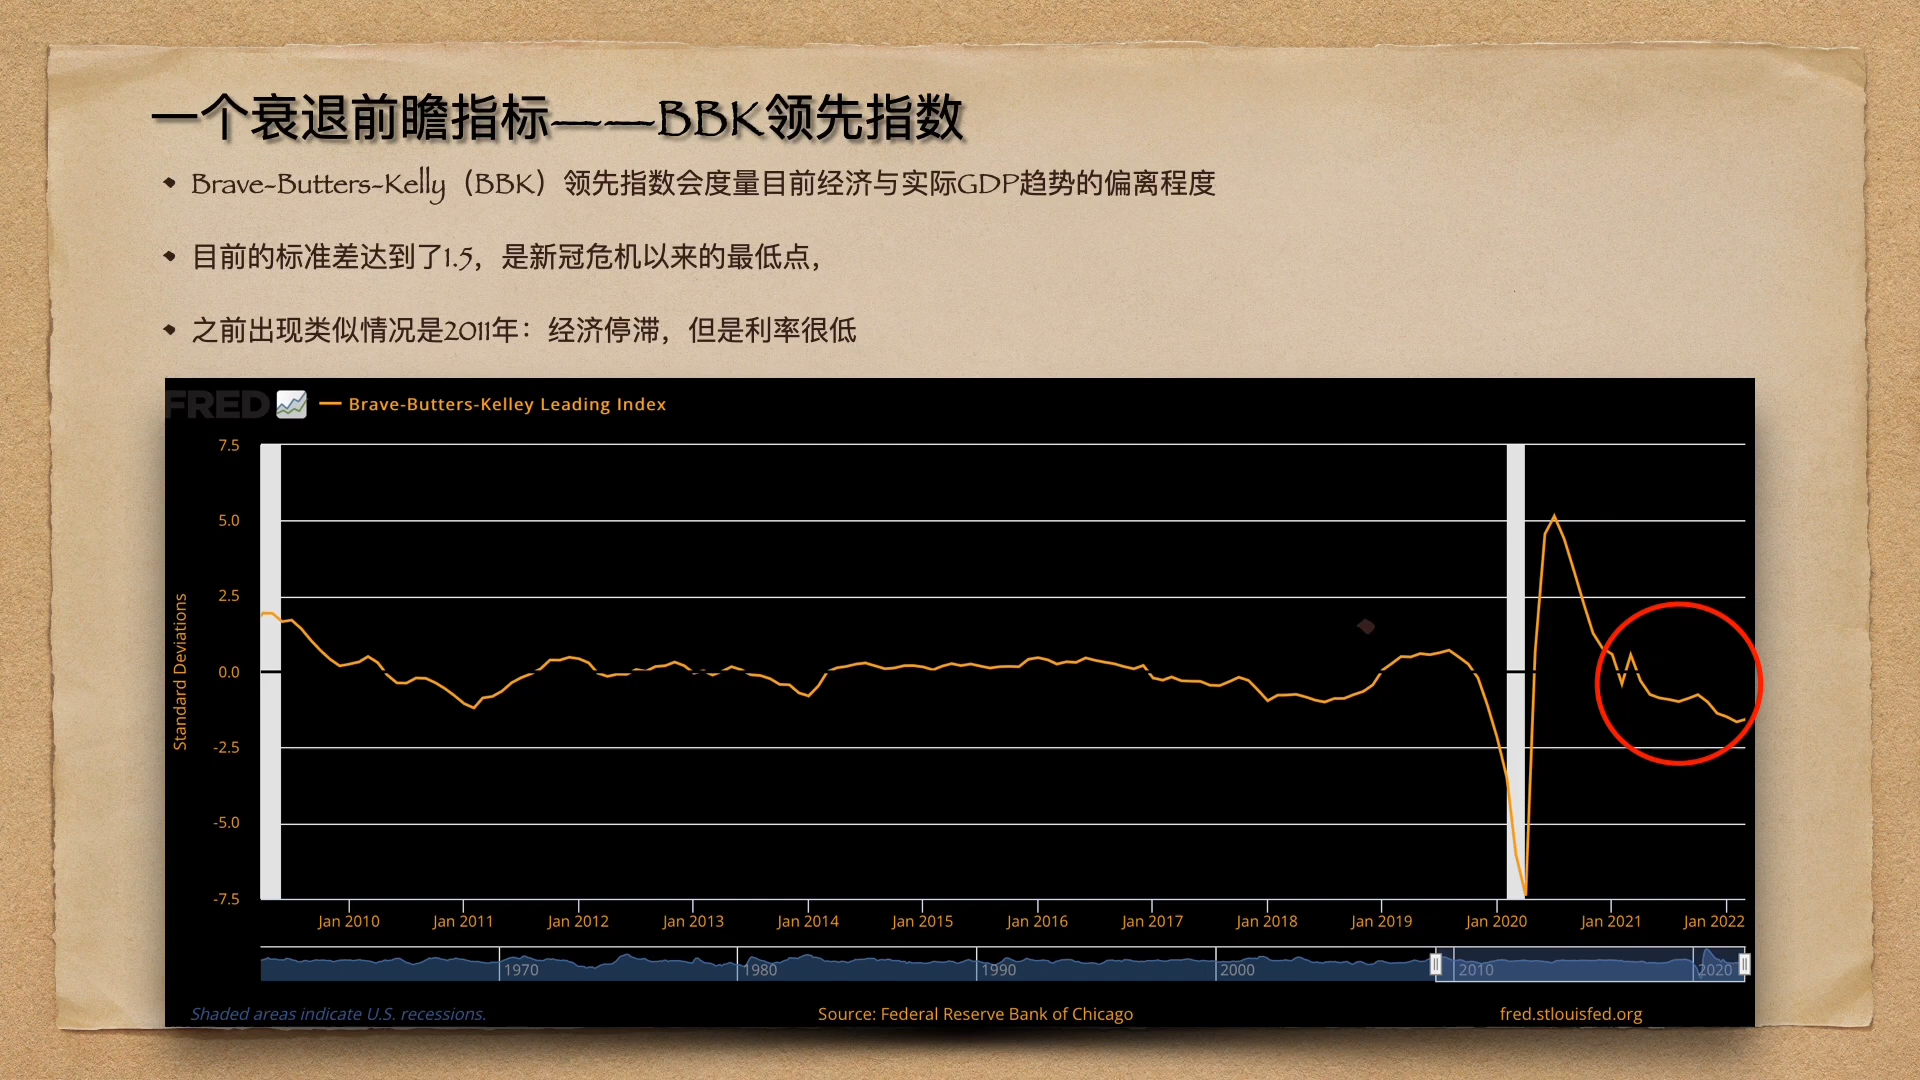 一个衰退前瞻指标——BBK领先指数
Brave-Butters-Kelly（BBK）领先指数会度量目前经济与实际GDP趋势的偏离程度
目前的标准差达到了1.5，是新冠危机以来的最低点，
之前出现类似情况是2011年：经济停滞，但是利率很低
FRED
Brave-Butters-Kelley Leading Index
Standard Deviations
7.5
5.0
2.5
0.0
-2.5
-5.0
-7.5
Jan 2010 Jan 2011 Jan 2012 Jan 2013 Jan 2014 Jan 2015 Jan 2016 Jan 2017 Jan 2018 Jan 2019 Jan 2020 Jan 2021 Jan 2022
1970 1980 1990 2000 2010 2020
Shaded areas indicate U.S. recessions. Source: Federal Reserve Bank of Chicago fred.stlouisfed.org